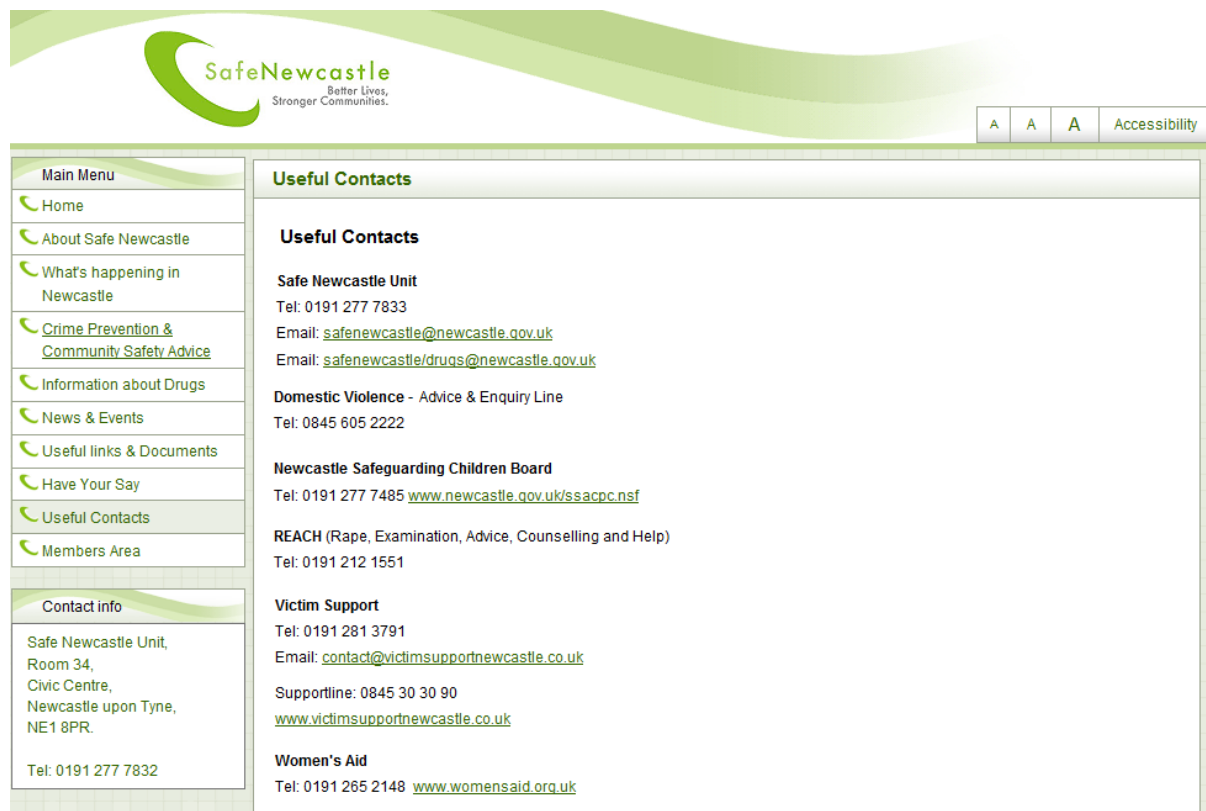 SafeNewcastle
Better Lives,
Stronger Communities.
A A A Accessibility
Main Menu
Home
About Safe Newcastle
What's happening in
Newcastle
Crime Prevention &
Community Safety Advice
Information about Drugs
News & Events
Useful links & Documents
Have Your Say
Useful Contacts
Members Area
Contact info
Safe Newcastle Unit,
Room 34,
Civic Centre,
Newcastle upon Tyne,
NE1 8PR.
Tel: 0191 277 7832
Useful Contacts
Useful Contacts
Safe Newcastle Unit
Tel: 0191 277 7833
Email: safenewcastle@newcastle.gov.uk
Email: safenewcastle/drugs@newcastle.gov.uk
Domestic Violence - Advice & Enquiry Line
Tel: 0845 605 2222
Newcastle Safeguarding Children Board
Tel: 0191 277 7485 www.newcastle.gov.uk/ssacpc.nsf
REACH (Rape, Examination, Advice, Counselling and Help)
Tel: 0191 212 1551
Victim Support
Tel: 0191 281 3791
Email: contact@victimsupportnewcastle.co.uk
Supportline: 0845 30 30 90
www.victimsupportnewcastle.co.uk
Women's Aid
Tel: 0191 265 2148 www.womensaid.org.uk